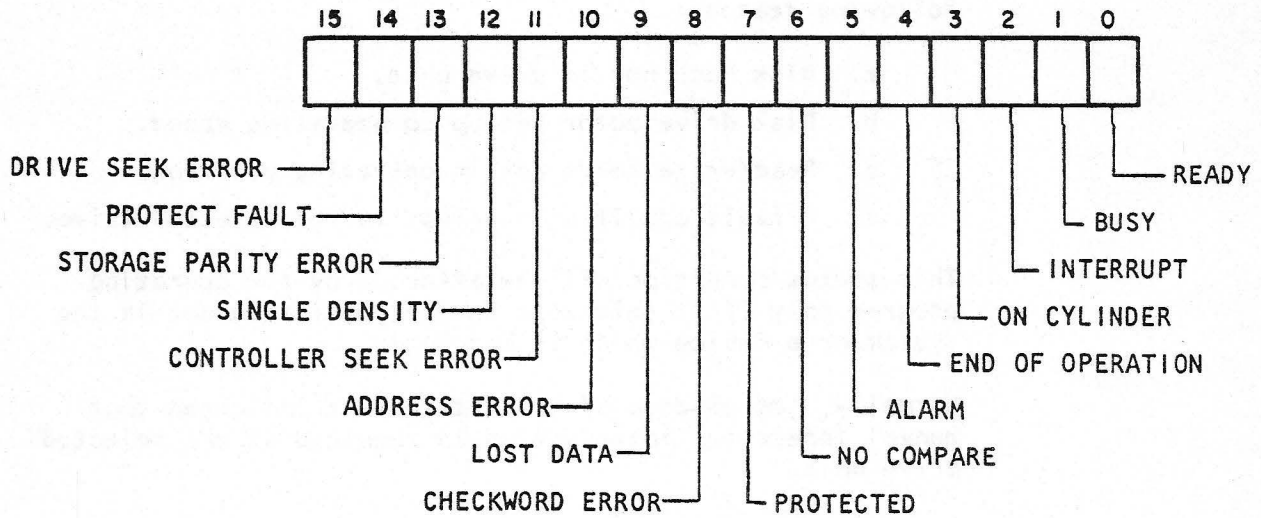 15 14 13 12 11 10 9 8 7 6 5 4 3 2 1 0
DRIVE SEEK ERROR
READY
PROTECT FAULT
BUSY
STORAGE PARITY ERROR
INTERRUPT
SINGLE DENSITY
ON CYLINDER
CONTROLLER SEEK ERROR
END OF OPERATION
ADDRESS ERROR
ALARM
LOST DATA
NO COMPARE
CHECKWORD ERROR
PROTECTED